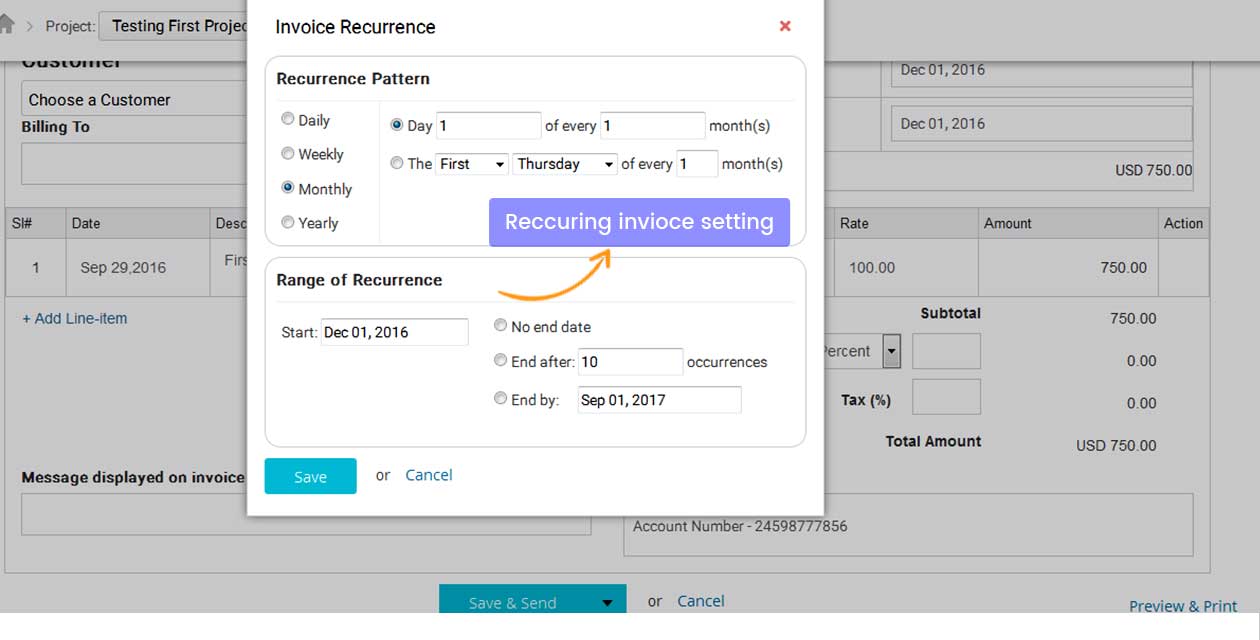 Project: Testing First Projec
Invoice Recurrence
Customer
Choose a Customer
Billing To
Recurrence Pattern
Daily
Weekly
Monthly
Yearly
Day 1 of every 1 month(s)
The First Thursday of every 1 month(s)
Reccuring invioce setting
Dec 01, 2016
Dec 01, 2016
USD 750.00
Sl# Date Desc Rate Amount Action
1 Sep 29,2016 Firs 100.00 750.00
+ Add Line-item
Range of Recurrence
Start: Dec 01, 2016
No end date
End after: 10 occurrences
End by: Sep 01, 2017
Save or Cancel
Subtotal 750.00
Percent 0.00
Tax (%) 0.00
Total Amount USD 750.00
Message displayed on invoice
Account Number - 24598777856
Save & Send or Cancel
Preview & Print